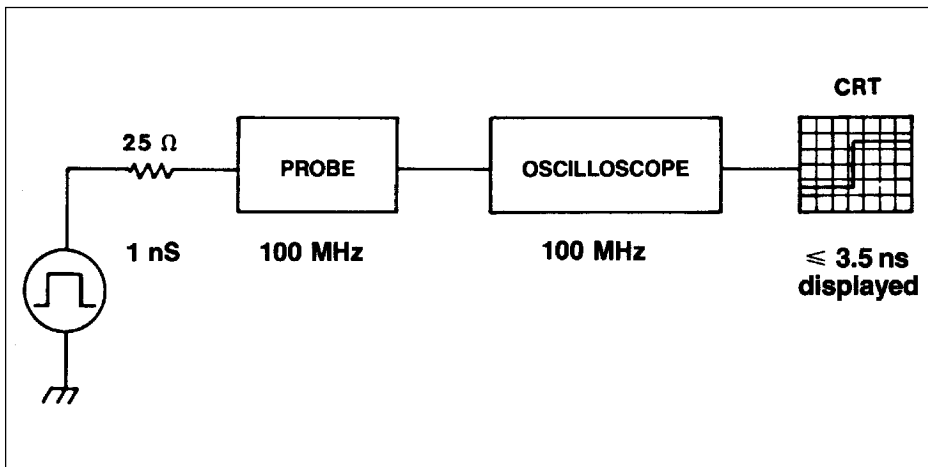 CRT
25 Ω
PROBE
OSCILLOSCOPE
1 nS
100 MHz
100 MHz
≤ 3.5 ns
displayed